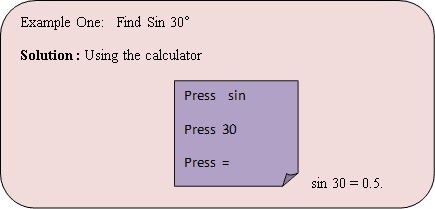 Example One: Find Sin 30°
Solution : Using the calculator
Press sin
Press 30
Press =
sin 30 = 0.5.